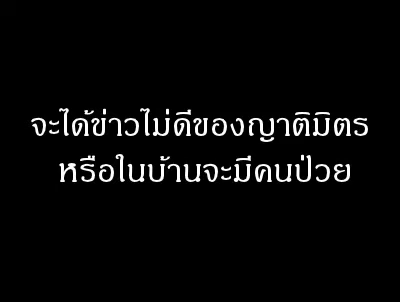 จะได้ข่าวไม่ดีของญาติมิตร
หรือในบ้านจะมีคนป่วย